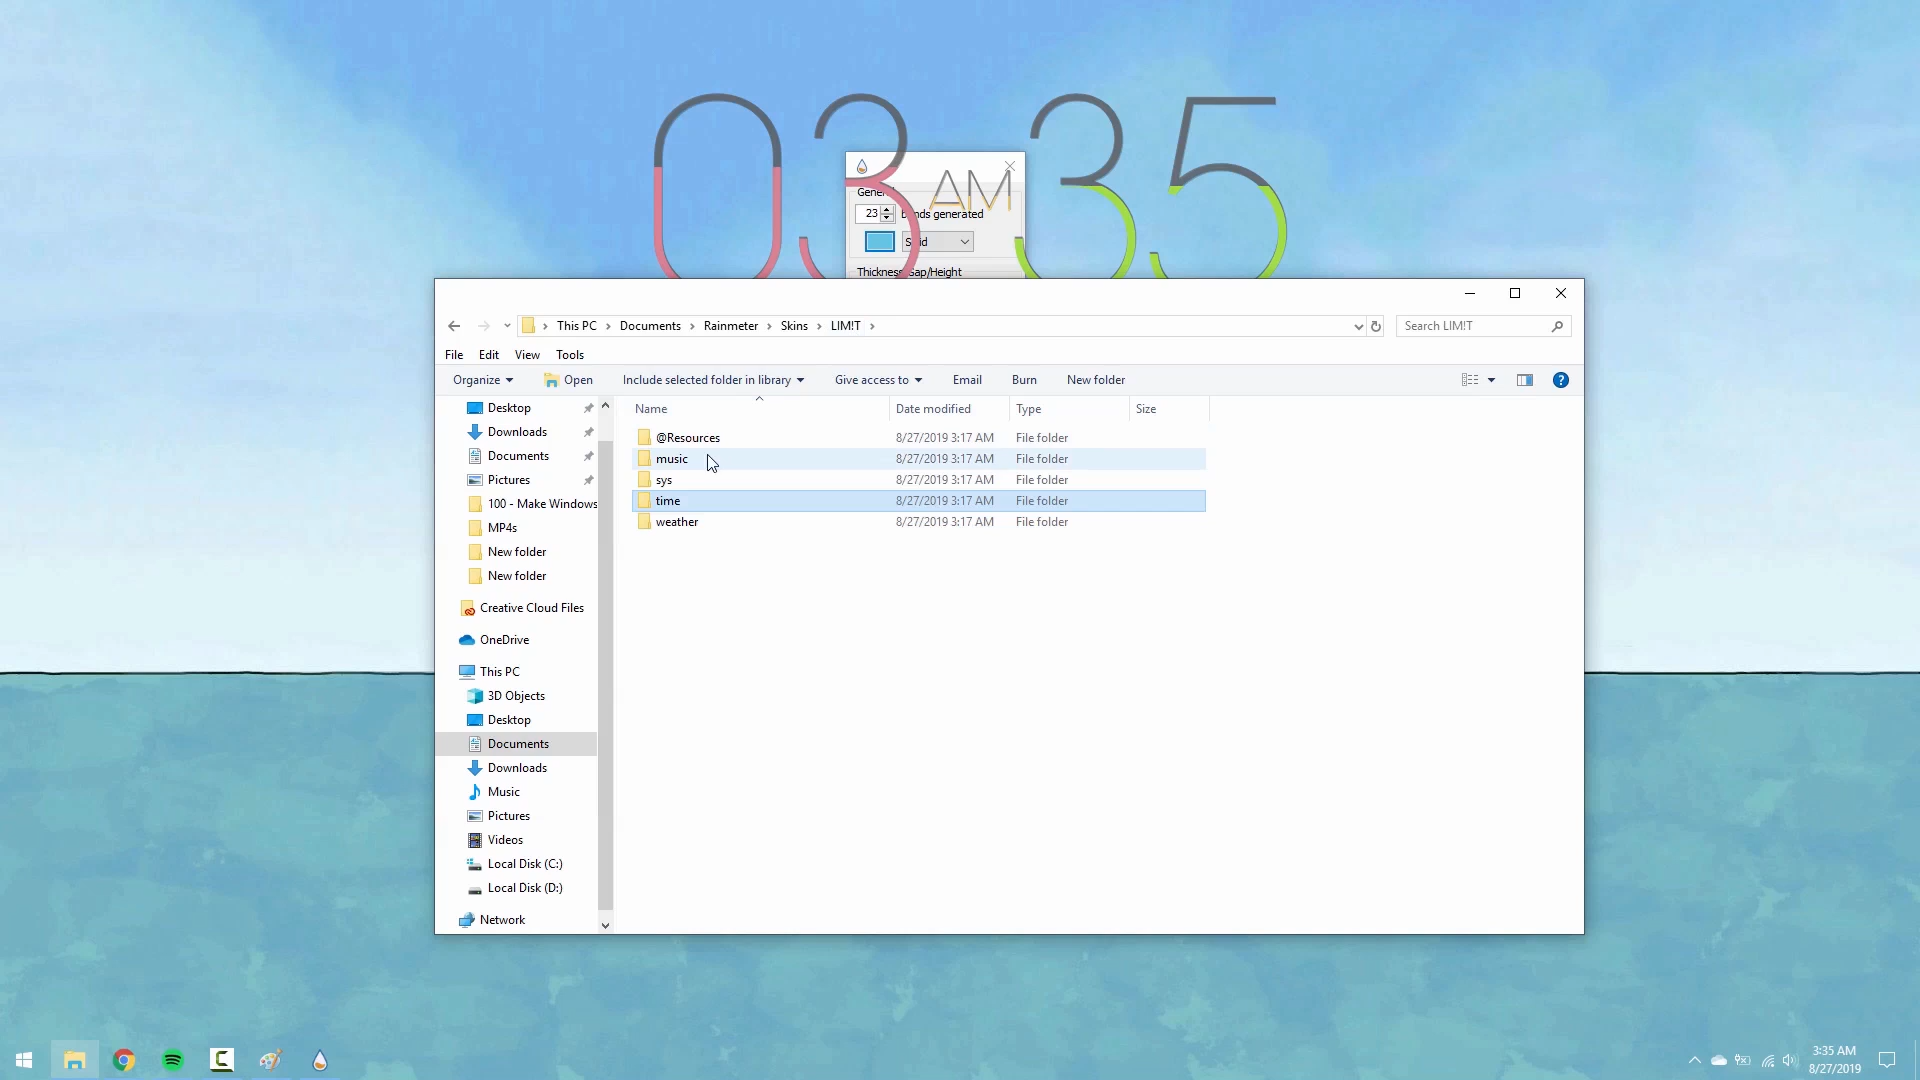 03 AM 35
General
23 Bands generated
Solid
Thickness Gap/Height
This PC > Documents > Rainmeter > Skins > LIM!T >
Search LIM!T
File Edit View Tools
Organize Open Include selected folder in library Give access to Email Burn New folder
Name Date modified Type Size
@Resources 8/27/2019 3:17 AM File folder
music 8/27/2019 3:17 AM File folder
sys 8/27/2019 3:17 AM File folder
time 8/27/2019 3:17 AM File folder
weather 8/27/2019 3:17 AM File folder
Desktop
Downloads
Documents
Pictures
100 - Make Windows
MP4s
New folder
New folder
Creative Cloud Files
OneDrive
This PC
3D Objects
Desktop
Documents
Downloads
Music
Pictures
Videos
Local Disk (C:)
Local Disk (D:)
Network
3:35 AM
8/27/2019